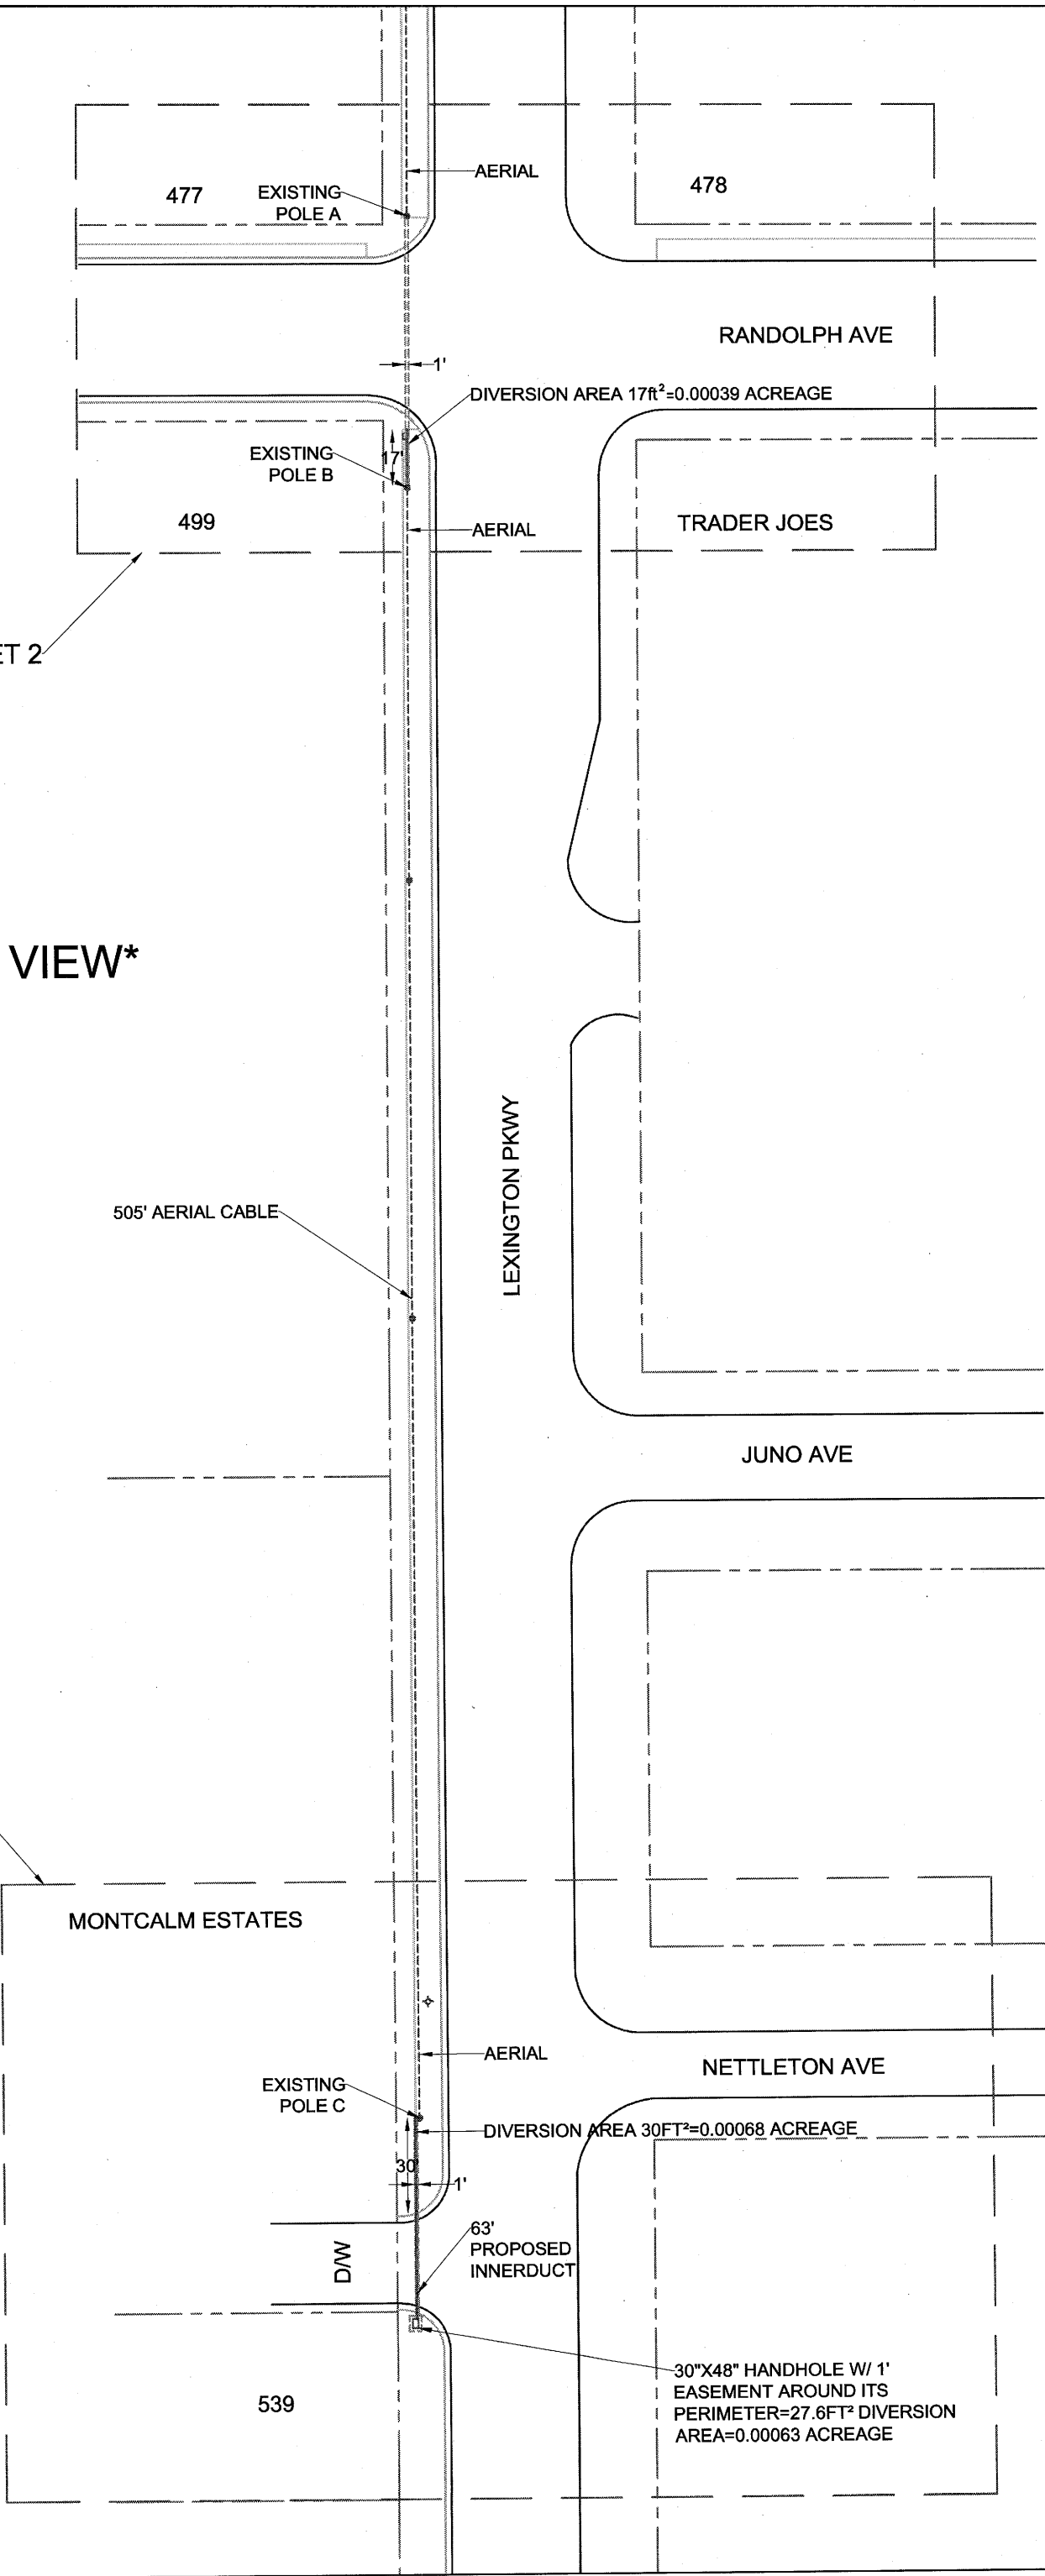 AERIAL
477
478
EXISTING
POLE A
RANDOLPH AVE
1'
DIVERSION AREA 17ft²=0.00039 ACREAGE
17'
EXISTING
POLE B
499
TRADER JOES
AERIAL
ET 2
VIEW*
LEXINGTON PKWY
505' AERIAL CABLE
JUNO AVE
MONTCALM ESTATES
AERIAL
NETTLETON AVE
EXISTING
POLE C
DIVERSION AREA 30FT²=0.00068 ACREAGE
30'
1'
63'
PROPOSED
INNERDUCT
D/W
30"X48" HANDHOLE W/ 1'
EASEMENT AROUND ITS
PERIMETER=27.6FT² DIVERSION
AREA=0.00063 ACREAGE
539